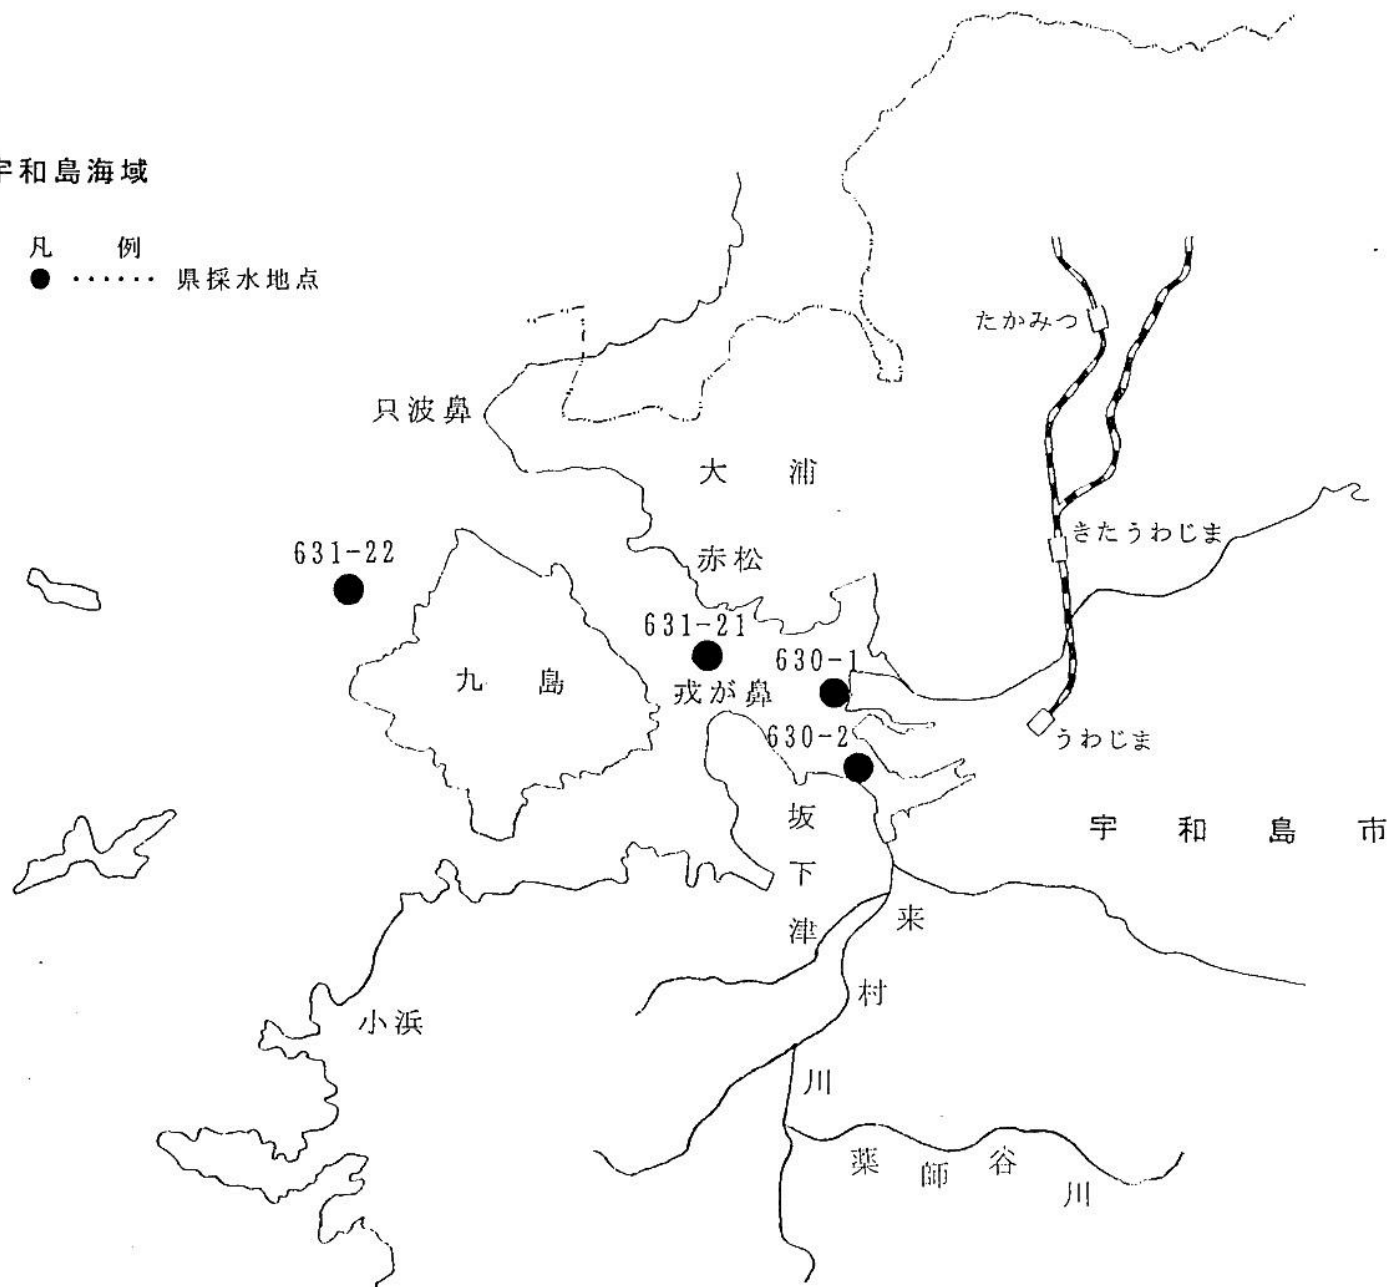 宇和島海域
凡 例
●‥‥‥ 県採水地点
たかみつ
只波鼻
大 浦
きたうわじま
631-22
赤松
631-21
630-1
九 島
戎が鼻
630-2
うわじま
坂下津
宇 和 島 市
来村川
小浜
薬師谷川